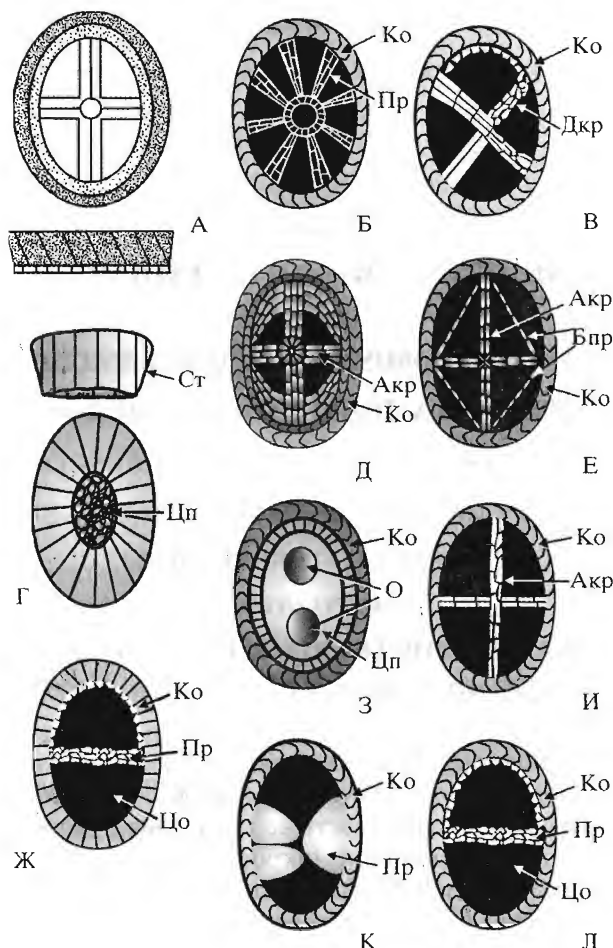 Ко
Пр
Ко
Дкр
А
Б
В
Ст
Цп
Г
Акр
Ко
Д
Акр
Бпр
Ко
Е
Ко
О
Цп
З
Ко
Акр
И
Ко
Пр
Цо
Ж
Ко
Пр
К
Ко
Пр
Цо
Л